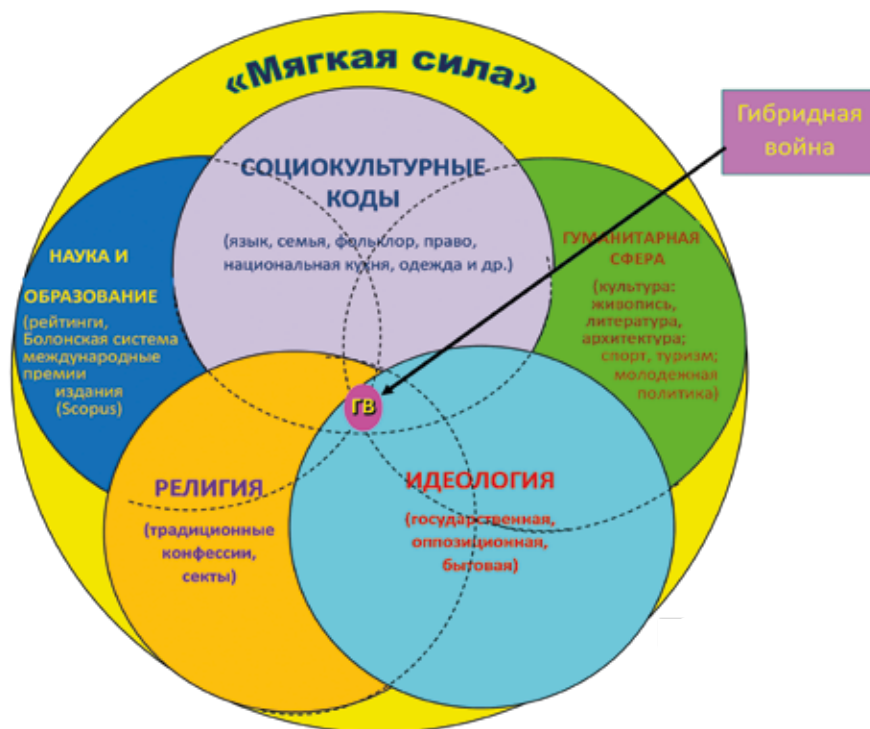 «Мягкая сила»
Гибридная
война
СОЦИОКУЛЬТУРНЫЕ
КОДЫ
(язык, семья, фольклор, право,
национальная кухня, одежда и др.)
НАУКА И
ОБРАЗОВАНИЕ
(рейтинги,
Болонская система
международные
премии
издания
(Scopus)
ГУМАНИТАРНАЯ
СФЕРА
(культура:
живопись,
литература,
архитектура;
спорт, туризм;
молодежная
политика)
ГВ
РЕЛИГИЯ
(традиционные
конфессии,
секты)
ИДЕОЛОГИЯ
(государственная,
оппозиционная,
бытовая)